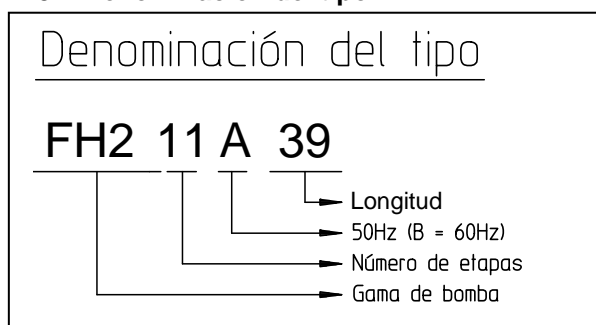 Denominación del tipo
FH2 11 A 39
Longitud
50Hz (B = 60Hz)
Número de etapas
Gama de bomba